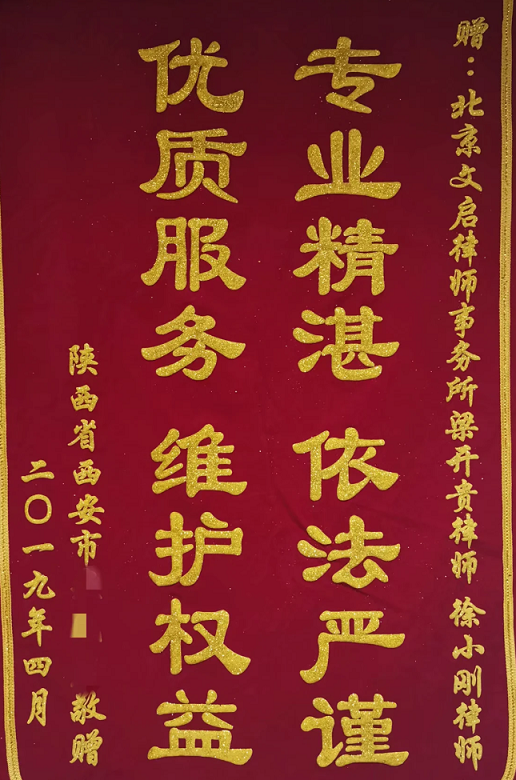 赠：北京文启律师事务所梁开贵律师 徐小刚律师
专业精湛 依法严谨
优质服务 维护权益
陕西省西安市 敬赠
二〇一九年四月